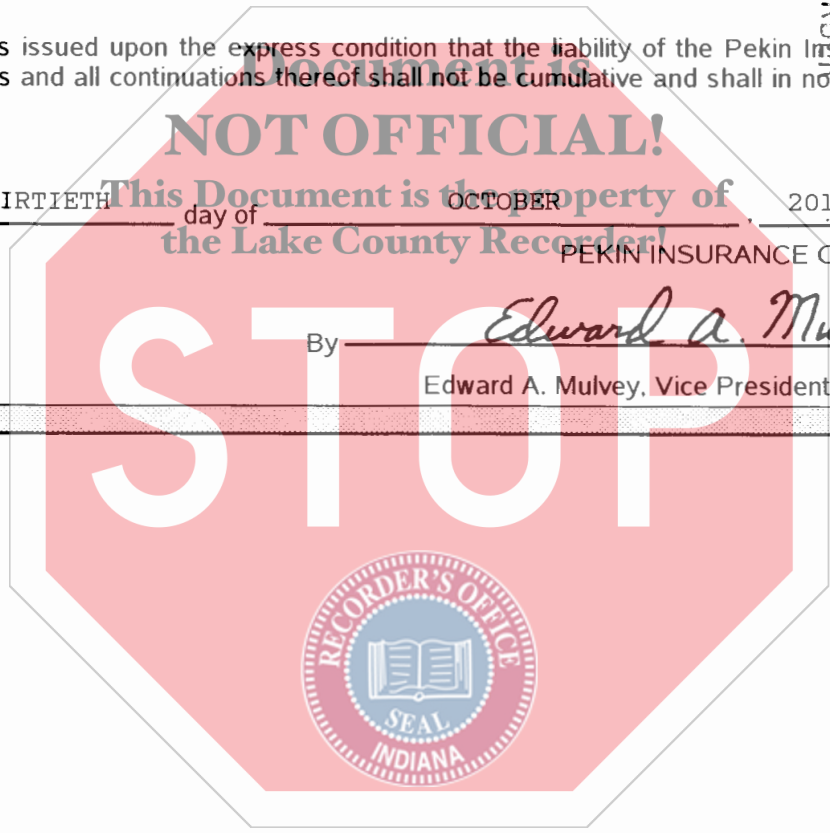 s issued upon the express condition that the liability of the Pekin In
s and all continuations thereof shall not be cumulative and shall in no
Document is
NOT OFFICIAL!
This Document is the property of
the Lake County Recorder!
IRTIETH day of OCTOBER, 201
PEKIN INSURANCE C
By Edward A. Mu
Edward A. Mulvey, Vice President
STOP
RECORDER'S OFFICE
SEAL
INDIANA